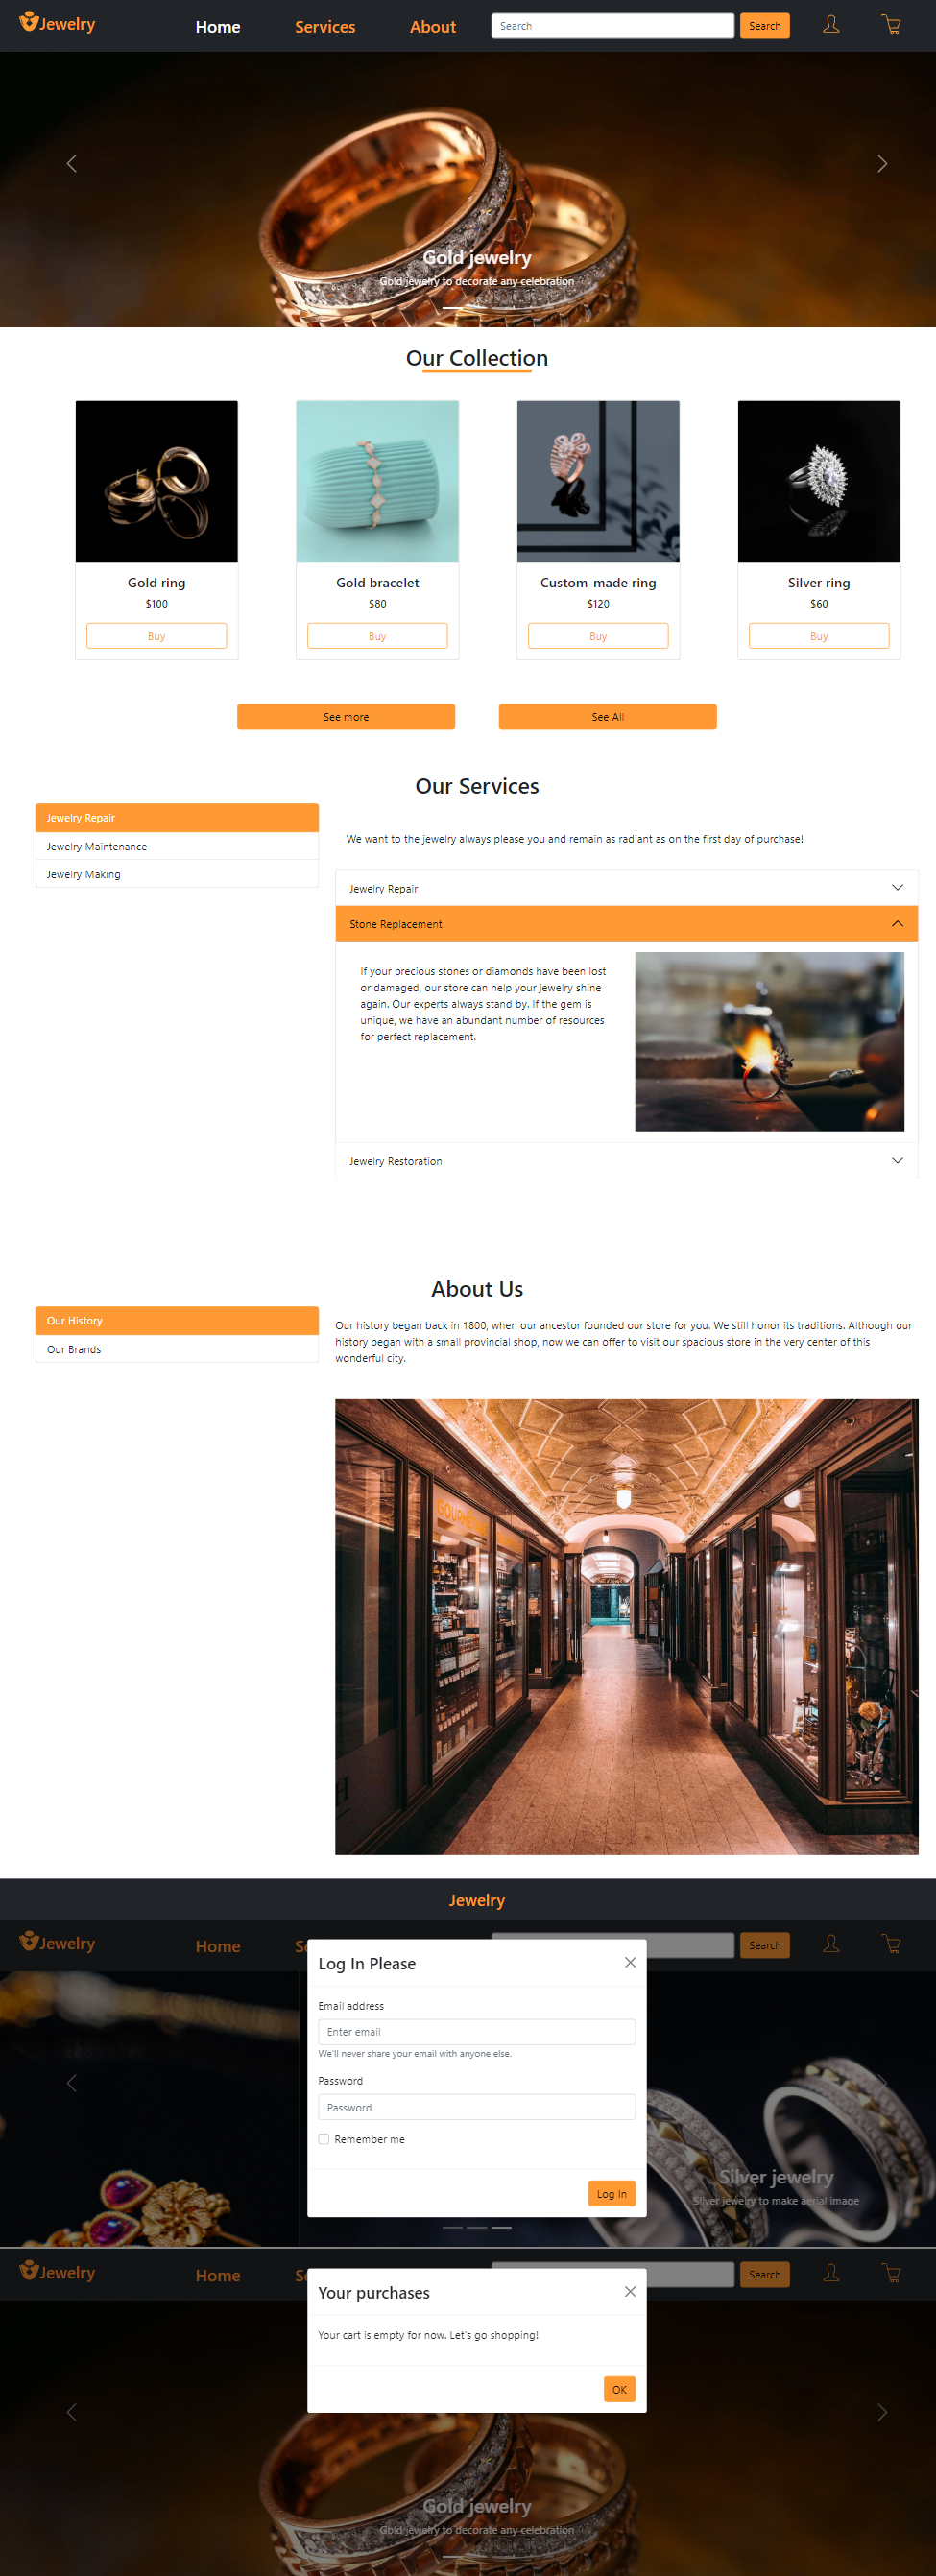 Jewelry
Home
Services
About
Search
Search
Gold jewelry
Gold jewelry to decorate any celebration
Our Collection
Gold ring
$100
Buy
Gold bracelet
$80
Buy
Custom-made ring
$120
Buy
Silver ring
$60
Buy
See more
See All
Our Services
Jewelry Repair
Jewelry Maintenance
Jewelry Making
We want to the jewelry always please you and remain as radiant as on the first day of purchase!
Jewelry Repair
Stone Replacement
If your precious stones or diamonds have been lost
or damaged, our store can help your jewelry shine
again. Our experts always stand by. If the gem is
unique, we have an abundant number of resources
for perfect replacement.
Jewelry Restoration
About Us
Our History
Our Brands
Our history began back in 1800, when our ancestor founded our store for you. We still honor its traditions. Although our
history began with a small provincial shop, now we can offer to visit our spacious store in the very center of this
wonderful city.
Jewelry
Jewelry
Home
Se
Search
Log In Please
Email address
Enter email
We'll never share your email with anyone else.
Password
Password
Remember me
Log In
Silver jewelry
Silver jewelry to make aerial image
Jewelry
Home
Se
Search
Your purchases
Your cart is empty for now. Let's go shopping!
OK
Gold jewelry
Gold jewelry to decorate any celebration